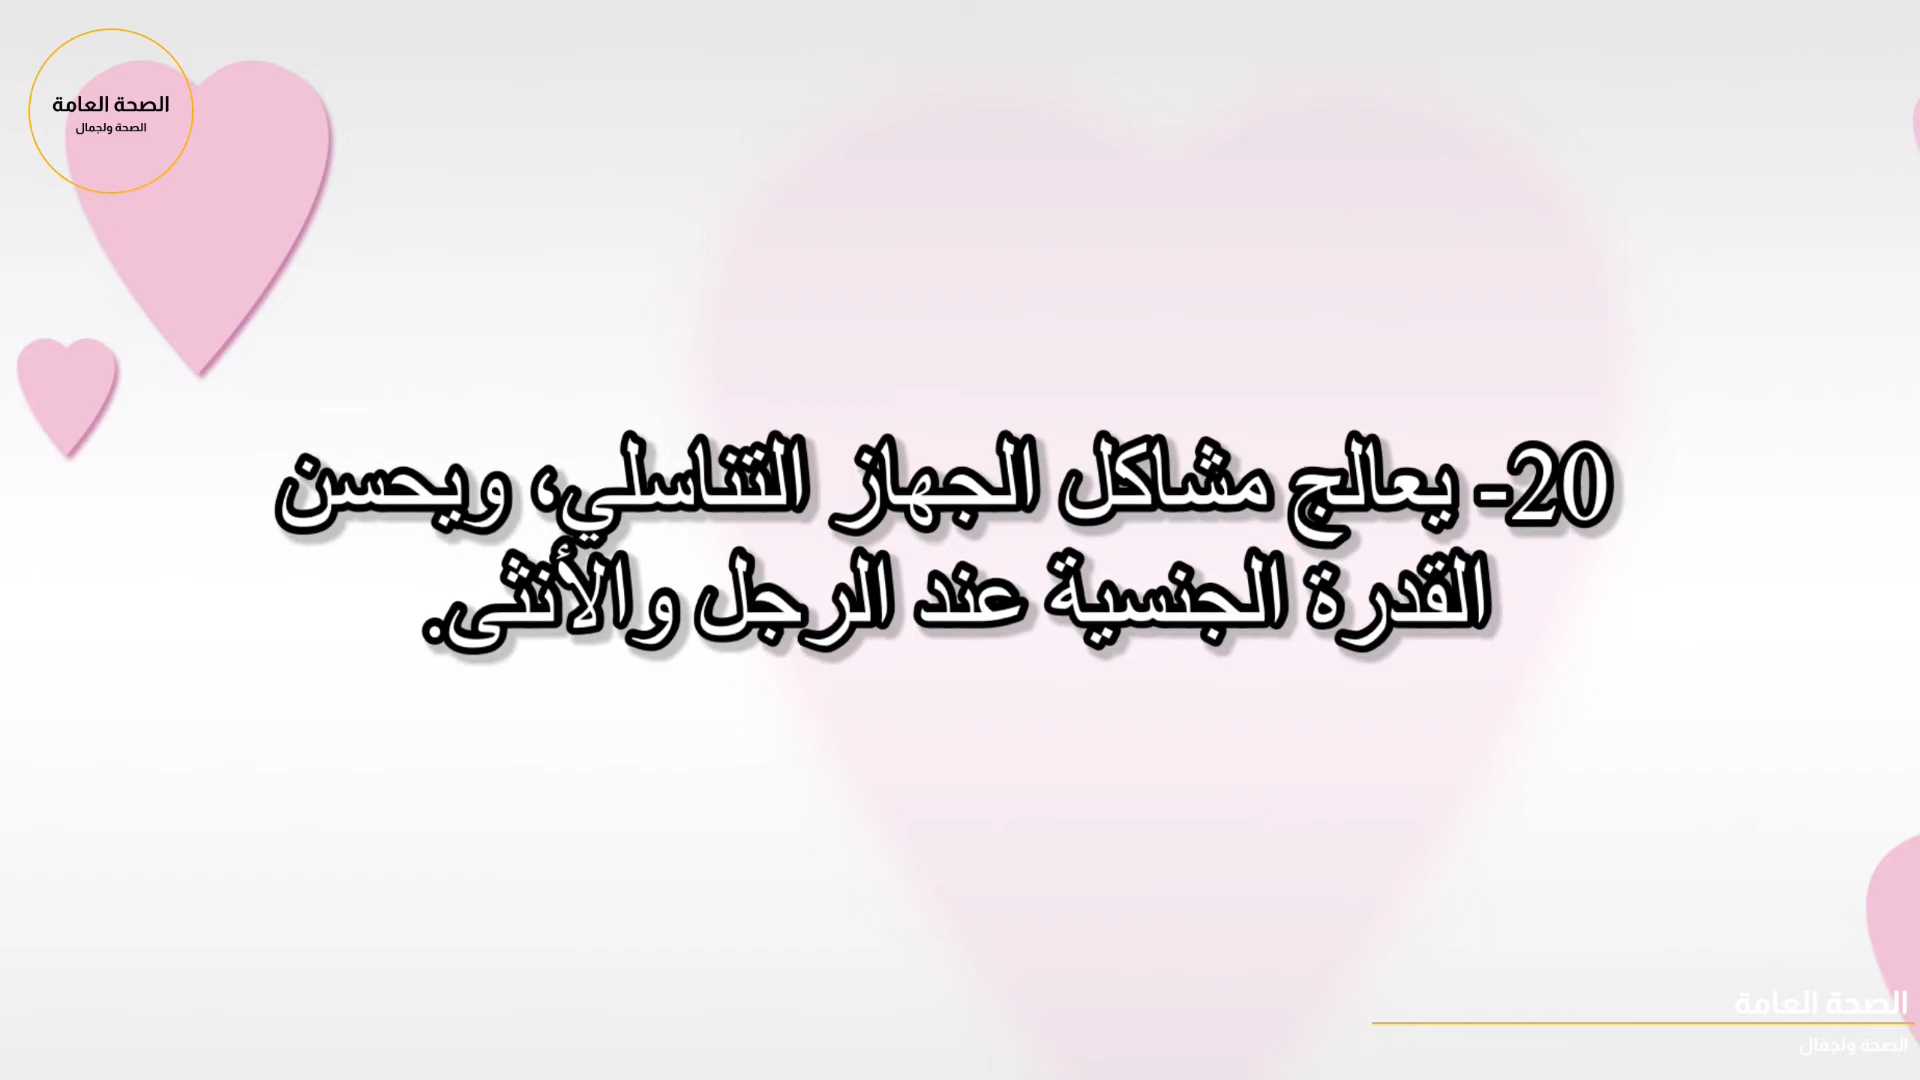 الصحة العامة
الصحة ولجمال
20- يعالج مشاكل الجهاز التناسلي، ويحسن
القدرة الجنسية عند الرجل والأنثى.
الصحة العامة
الصحة ولجمال